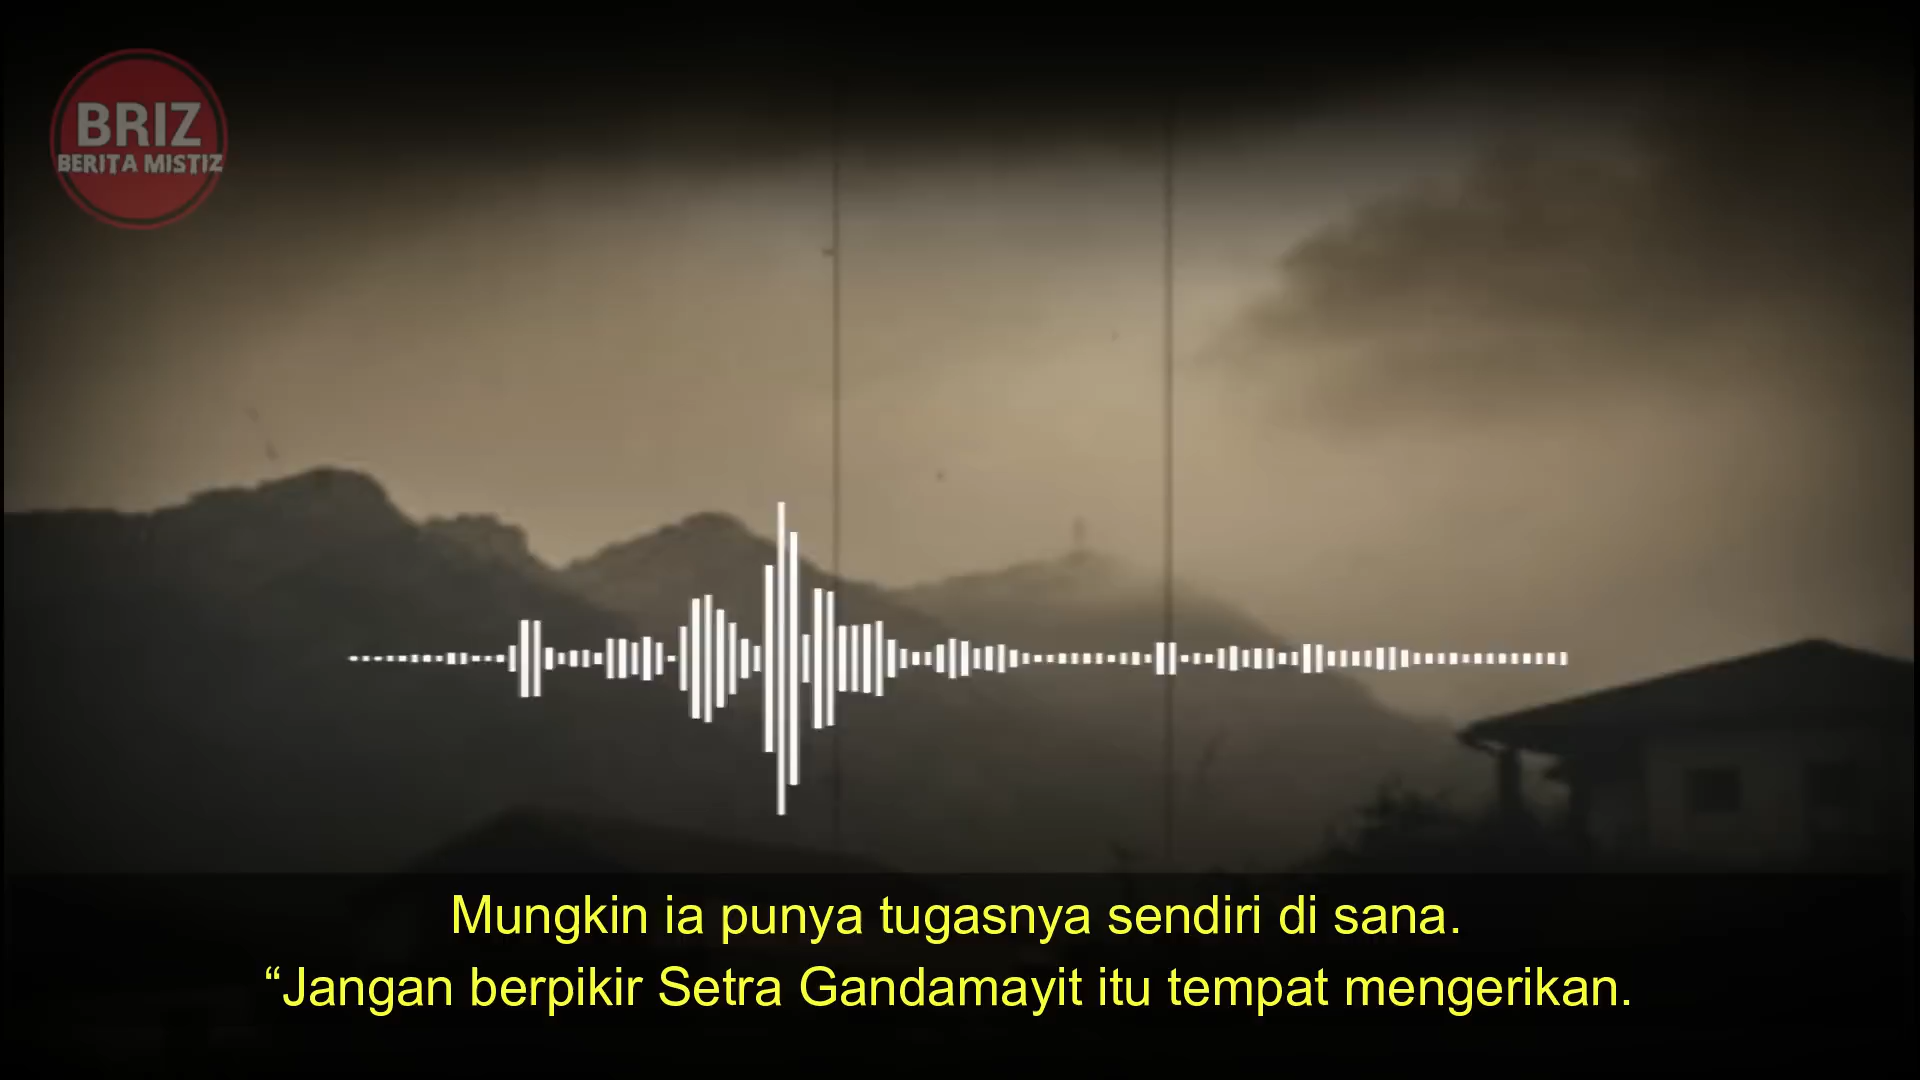 BRIZ
BERITA MISTIZ
Mungkin ia punya tugasnya sendiri di sana.
“Jangan berpikir Setra Gandamayit itu tempat mengerikan.